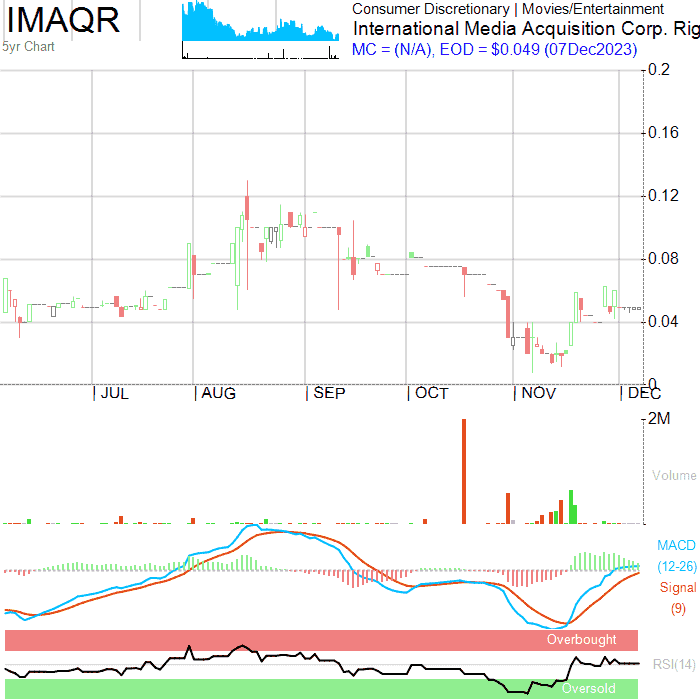 IMAQR
5yr Chart
Consumer Discretionary | Movies/Entertainment
International Media Acquisition Corp. Rig
MC = (N/A), EOD = $0.049 (07Dec2023)
0.2
0.16
0.12
0.08
0.04
0
JUL AUG SEP OCT NOV DEC
2M
Volume
MACD
(12-26)
Signal
(9)
Overbought
RSI(14)
Oversold